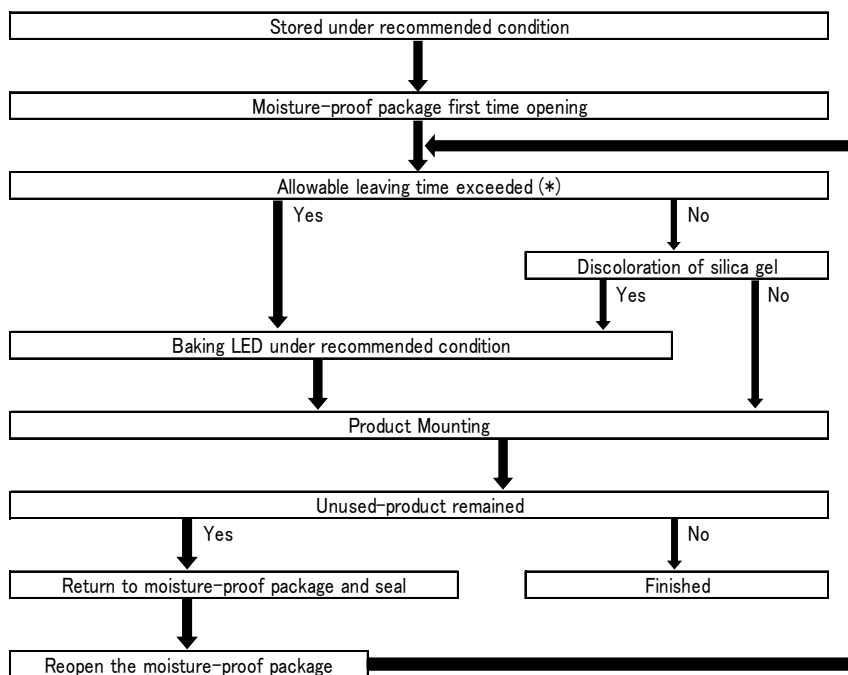 Stored under recommended condition
Moisture-proof package first time opening
Allowable leaving time exceeded (*)
Yes
No
Discoloration of silica gel
Yes
No
Baking LED under recommended condition
Product Mounting
Unused-product remained
Yes
No
Return to moisture-proof package and seal
Finished
Reopen the moisture-proof package